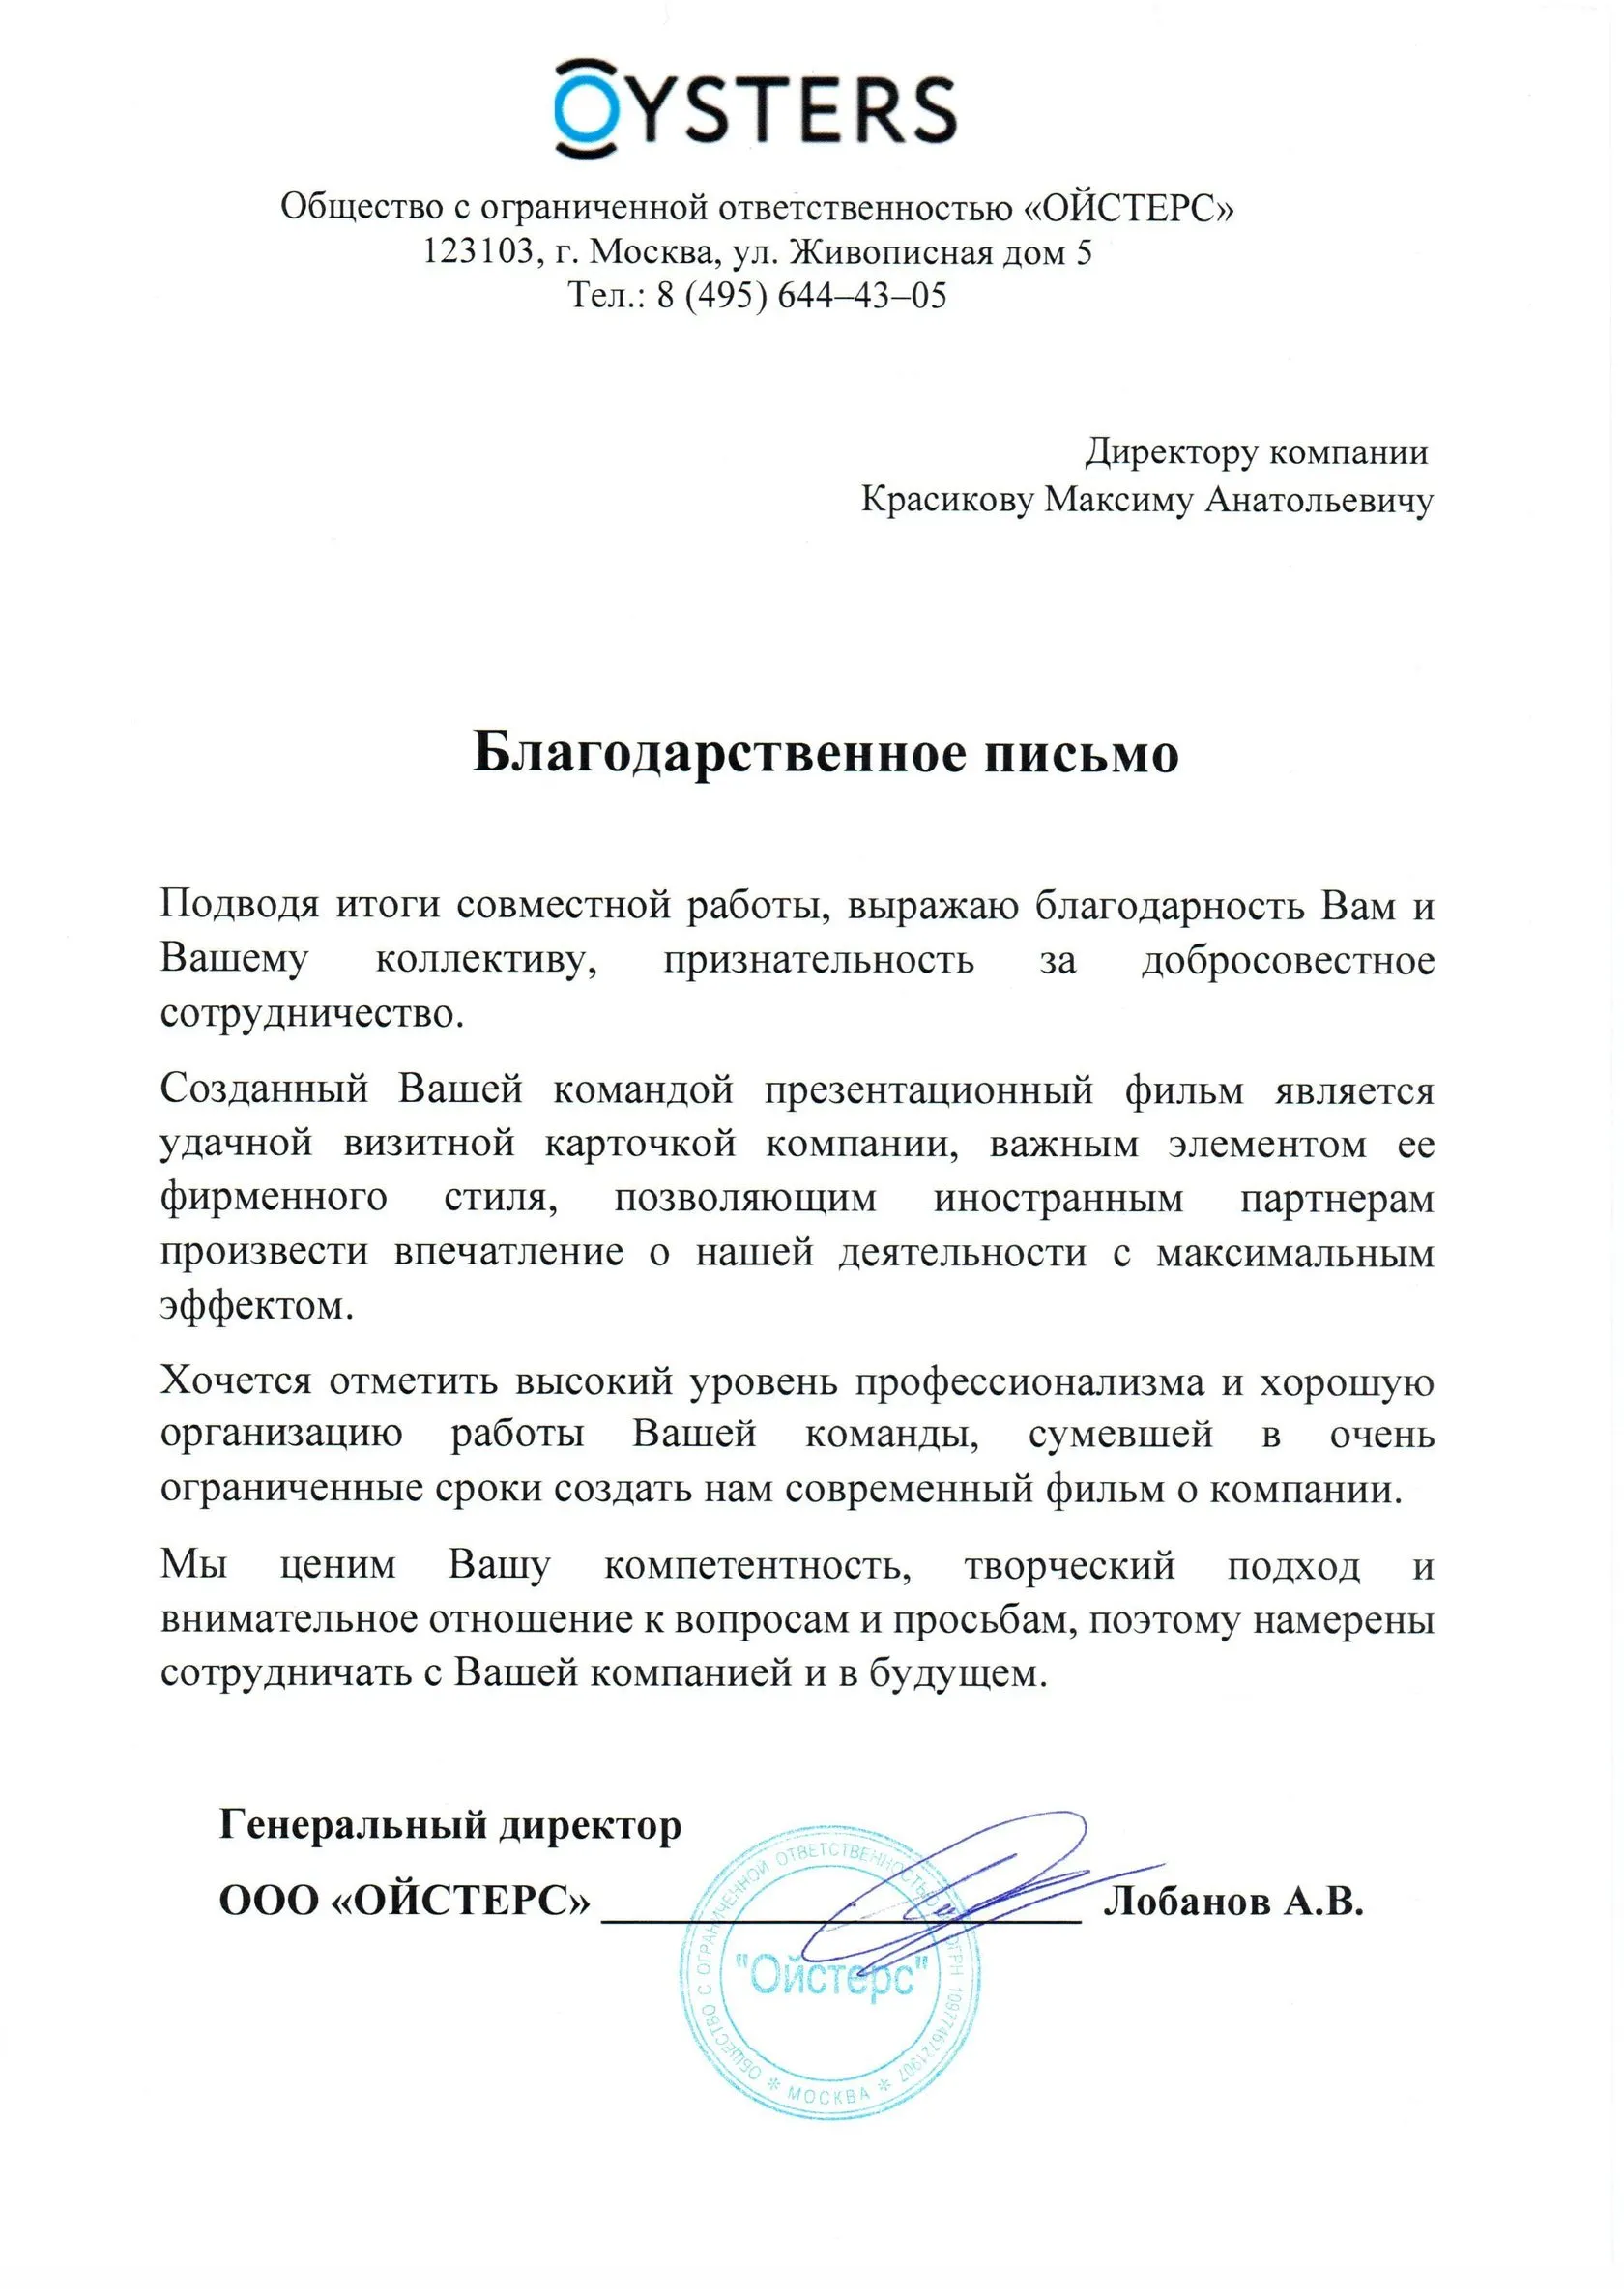 OYSTERS
Общество с ограниченной ответственностью «ОЙСТЕРС»
123103, г. Москва, ул. Живописная дом 5
Тел.: 8 (495) 644–43–05
Директору компании
Красикову Максиму Анатольевичу
Благодарственное письмо
Подводя итоги совместной работы, выражаю благодарность Вам и
Вашему коллективу, признательность за добросовестное
сотрудничество.
Созданный Вашей командой презентационный фильм является
удачной визитной карточкой компании, важным элементом ее
фирменного стиля, позволяющим иностранным партнерам
произвести впечатление о нашей деятельности с максимальным
эффектом.
Хочется отметить высокий уровень профессионализма и хорошую
организацию работы Вашей команды, сумевшей в очень
ограниченные сроки создать нам современный фильм о компании.
Мы ценим Вашу компетентность, творческий подход и
внимательное отношение к вопросам и просьбам, поэтому намерены
сотрудничать с Вашей компанией и в будущем.
Генеральный директор
ООО «ОЙСТЕРС» Лобанов А.В.
ОБЩЕСТВО С ОГРАНИЧЕННОЙ ОТВЕТСТВЕННОСТЬЮ
ОГРН 1097746721907
"Ойстерс"
* МОСКВА *